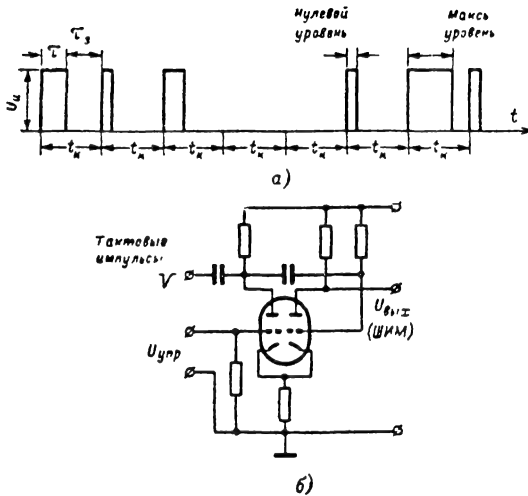 Нулевой уровень
Макс. уровень
τ
τз
Uи
t
tи
tи
tи
tи
tи
tи
tи
а)
Тактовые импульсы
Uвых (ШИМ)
Uупр
б)